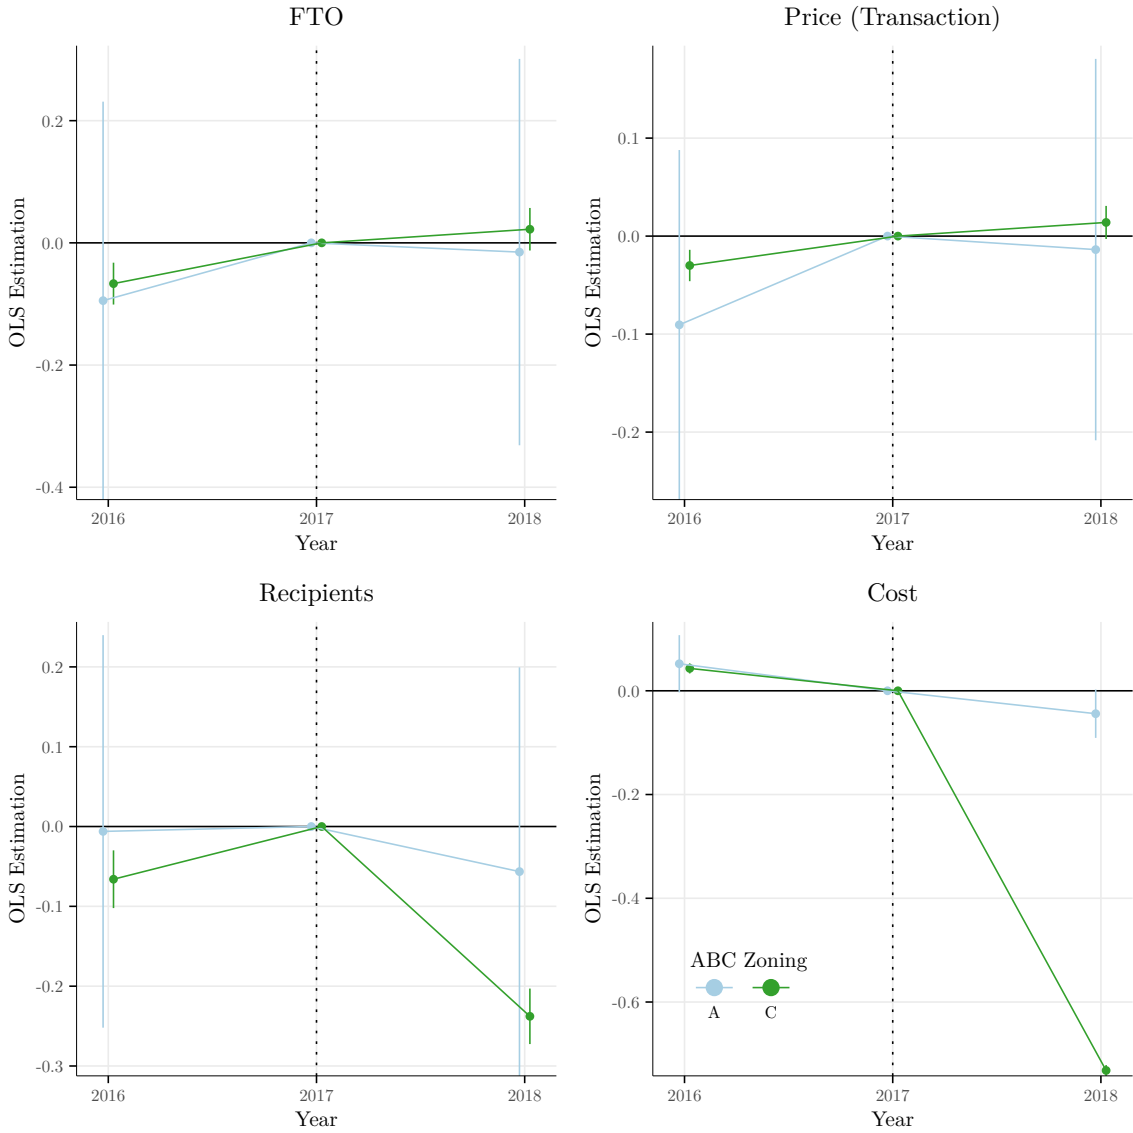 FTO
OLS Estimation
0.2
0.0
-0.2
-0.4
2016 2017 2018
Year
Price (Transaction)
OLS Estimation
0.1
0.0
-0.1
-0.2
2016 2017 2018
Year
Recipients
OLS Estimation
0.2
0.1
0.0
-0.1
-0.2
-0.3
2016 2017 2018
Year
Cost
OLS Estimation
0.0
-0.2
-0.4
-0.6
ABC Zoning
A C
2016 2017 2018
Year